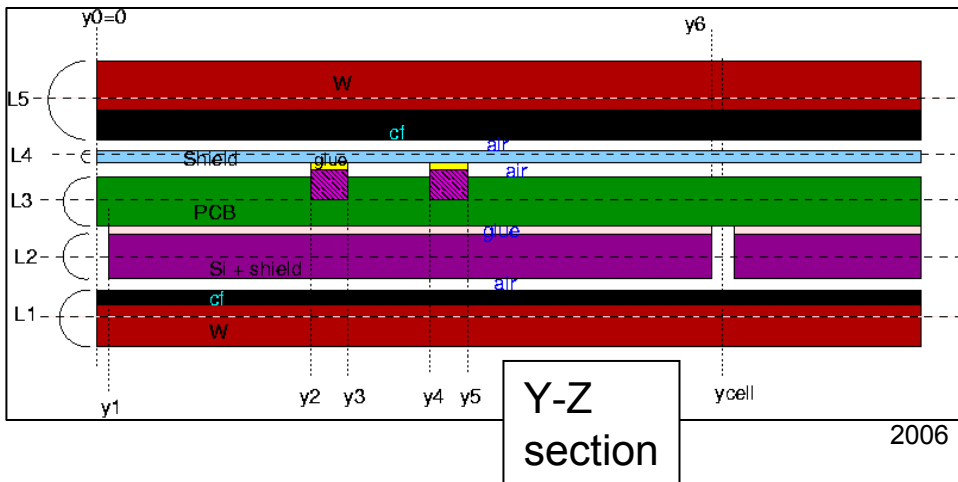 y0=0
y6
W
L5
cf
air
L4
Shield
glue
air
L3
PCB
glue
L2
Si + shield
air
cf
L1
W
y1
y2
y3
y4
y5
ycell
Y-Z
section
2006